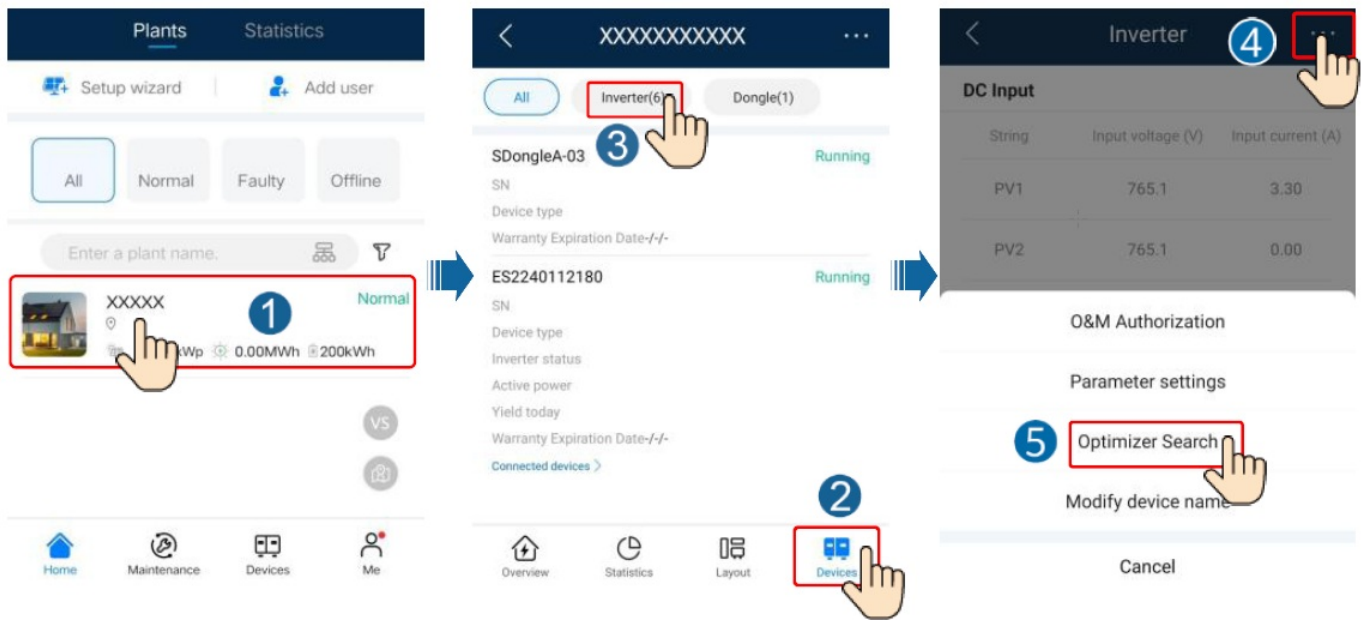 Plants Statistics
Setup wizard Add user
All Normal Faulty Offline
Enter a plant name.
XXXXX Normal
1
kWp 0.00MWh 200kWh
VS
Home Maintenance Devices Me
XXXXXXXXXXX ...
All Inverter(6) Dongle(1)
3
SDongleA-03 Running
SN
Device type
Warranty Expiration Date-/-/-
ES2240112180 Running
SN
Device type
Inverter status
Active power
Yield today
Warranty Expiration Date-/-/-
Connected devices >
2
Overview Statistics Layout Devices
Inverter 4 ...
DC Input
String Input voltage (V) Input current (A)
PV1 765.1 3.30
PV2 765.1 0.00
O&M Authorization
Parameter settings
5 Optimizer Search
Modify device name
Cancel